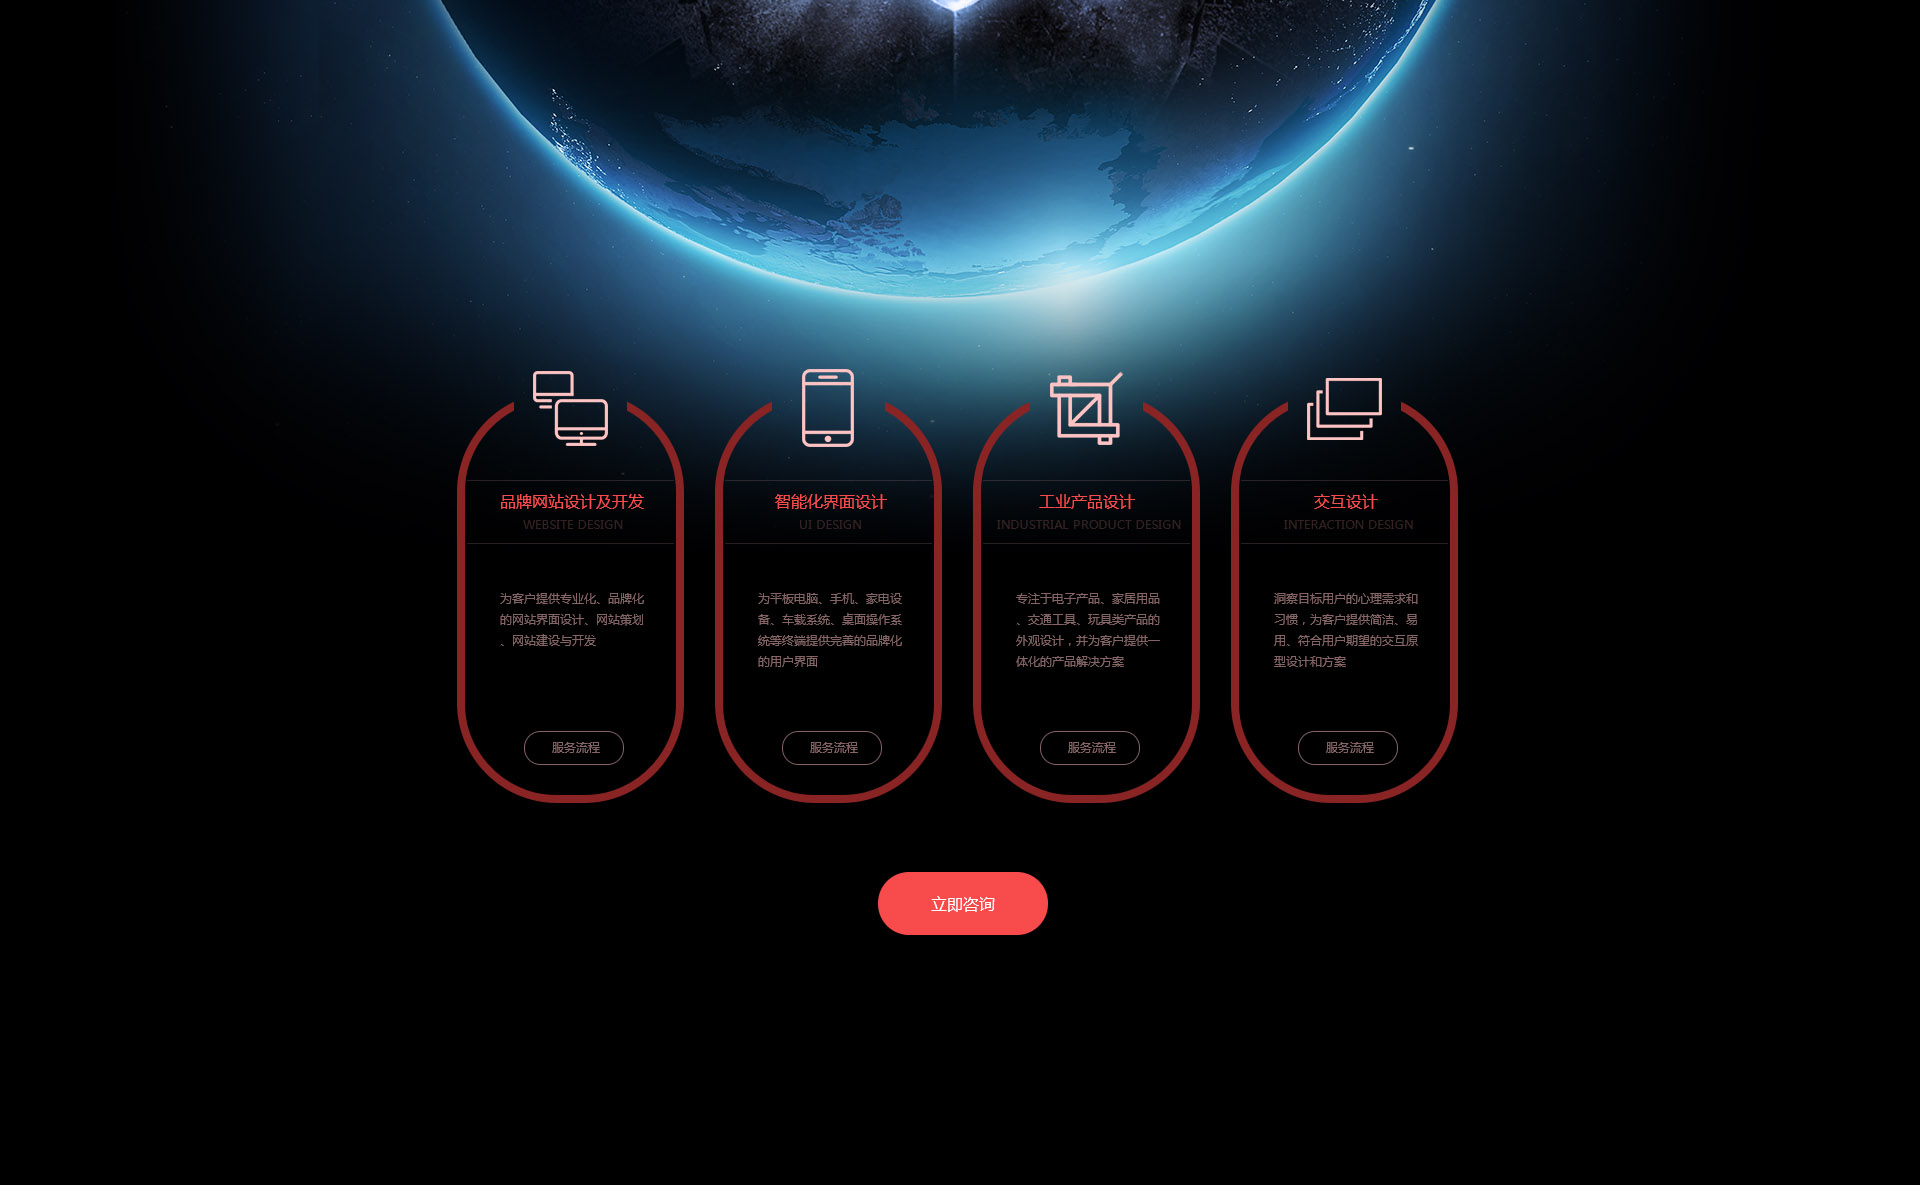 品牌网站设计及开发
WEBSITE DESIGN
为客户提供专业化、品牌化
的网站界面设计、网站策划
、网站建设与开发
服务流程
智能化界面设计
UI DESIGN
为平板电脑、手机、家电设
备、车载系统、桌面操作系
统等终端提供完善的品牌化
的用户界面
服务流程
工业产品设计
INDUSTRIAL PRODUCT DESIGN
专注于电子产品、家居用品
、交通工具、玩具类产品的
外观设计，并为客户提供一
体化的产品解决方案
服务流程
交互设计
INTERACTION DESIGN
洞察目标用户的心理需求和
习惯，为客户提供简洁、易
用、符合用户期望的交互原
型设计和方案
服务流程
立即咨询